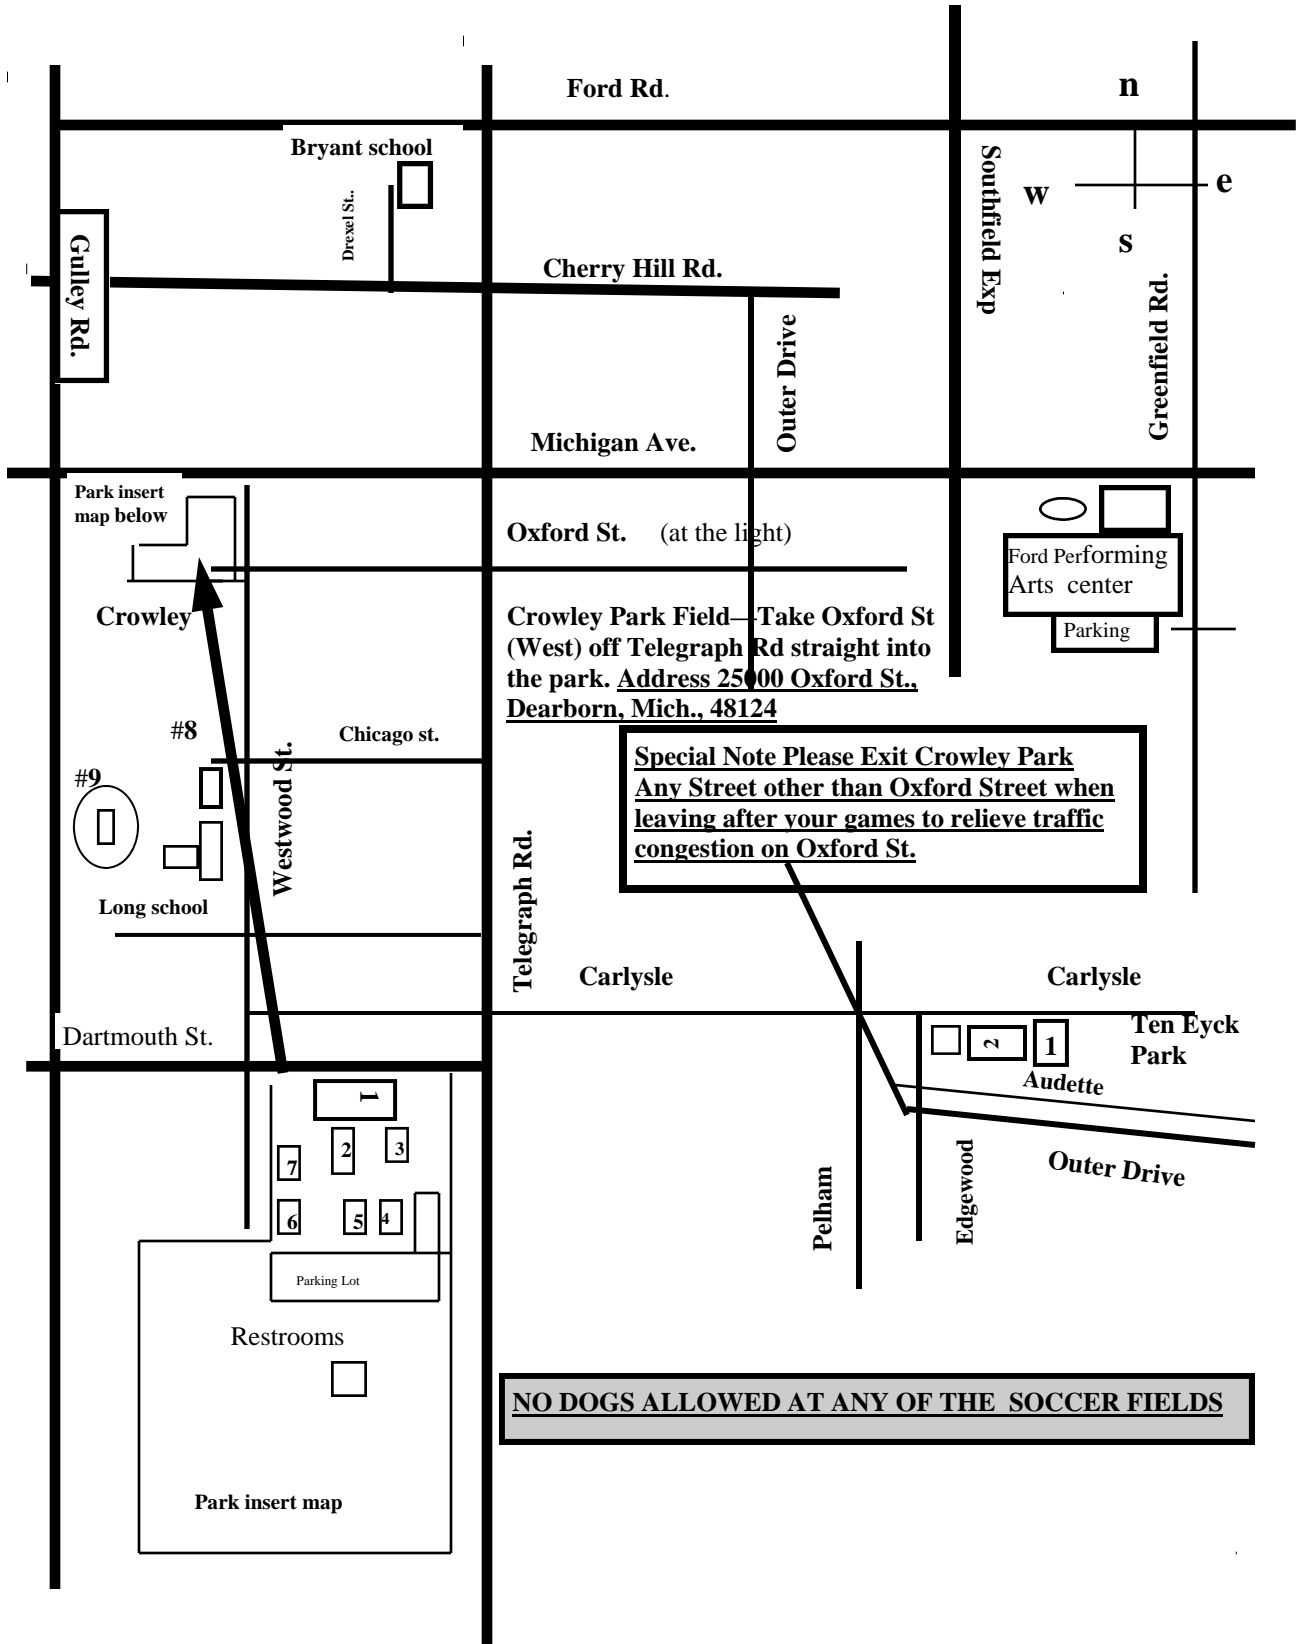 Ford Rd.
n
Bryant school
Southfield Exp
w
e
Drexel St..
s
Gulley Rd.
Cherry Hill Rd.
Greenfield Rd.
Outer Drive
Michigan Ave.
Park insert
map below
Oxford St. (at the light)
Ford Performing
Arts center
Parking
Crowley
Crowley Park Field—Take Oxford St
(West) off Telegraph Rd straight into
the park. Address 25000 Oxford St.,
Dearborn, Mich., 48124
#8
Chicago st.
#9
Westwood St.
Special Note Please Exit Crowley Park
Any Street other than Oxford Street when
leaving after your games to relieve traffic
congestion on Oxford St.
Telegraph Rd.
Long school
Carlysle
Carlysle
Dartmouth St.
2
1
Ten Eyck
Park
Audette
1
2
3
7
Outer Drive
Pelham
Edgewood
6
5
4
Parking Lot
Restrooms
NO DOGS ALLOWED AT ANY OF THE SOCCER FIELDS
Park insert map